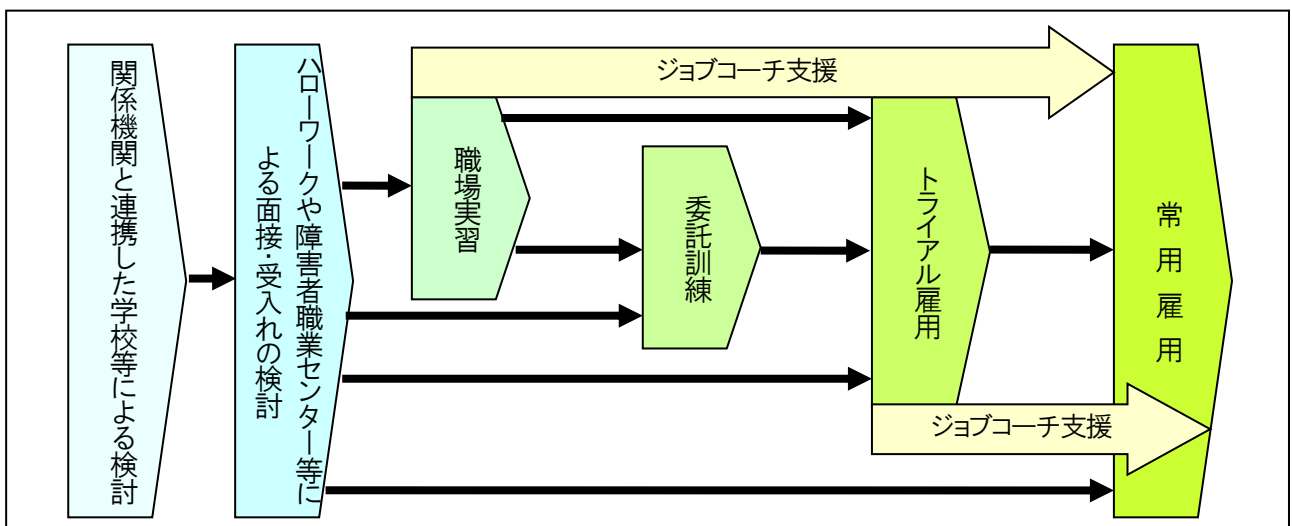 関係機関と連携した学校等による検討
ハローワークや障害者職業センター等に
よる面接・受入れの検討
ジョブコーチ支援
職場実習
委託訓練
トライアル雇用
常用雇用
ジョブコーチ支援